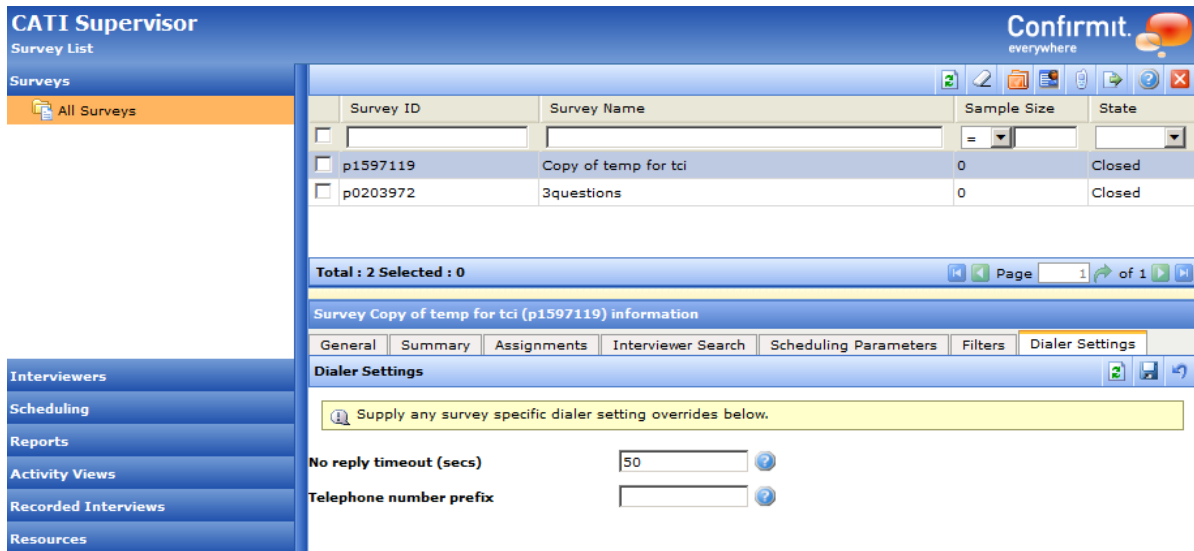 CATI Supervisor
Survey List
Confirmit.
everywhere
Surveys
All Surveys
Survey ID Survey Name Sample Size State
=
p1597119 Copy of temp for tci 0 Closed
p0203972 3questions 0 Closed
Total : 2 Selected : 0 Page 1 of 1
Survey Copy of temp for tci (p1597119) information
General Summary Assignments Interviewer Search Scheduling Parameters Filters Dialer Settings
Dialer Settings
Supply any survey specific dialer setting overrides below.
No reply timeout (secs) 50 ?
Telephone number prefix ?
Interviewers
Scheduling
Reports
Activity Views
Recorded Interviews
Resources